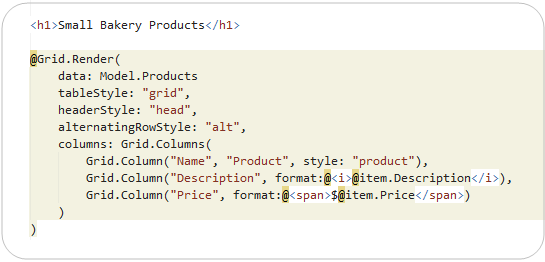 <h1>Small Bakery Products</h1>
@Grid.Render(
data: Model.Products
tableStyle: "grid",
headerStyle: "head",
alternatingRowStyle: "alt",
columns: Grid.Columns(
Grid.Column("Name", "Product", style: "product"),
Grid.Column("Description", format:@<i>@item.Description</i>),
Grid.Column("Price", format:@<span>$@item.Price</span>)
)
)